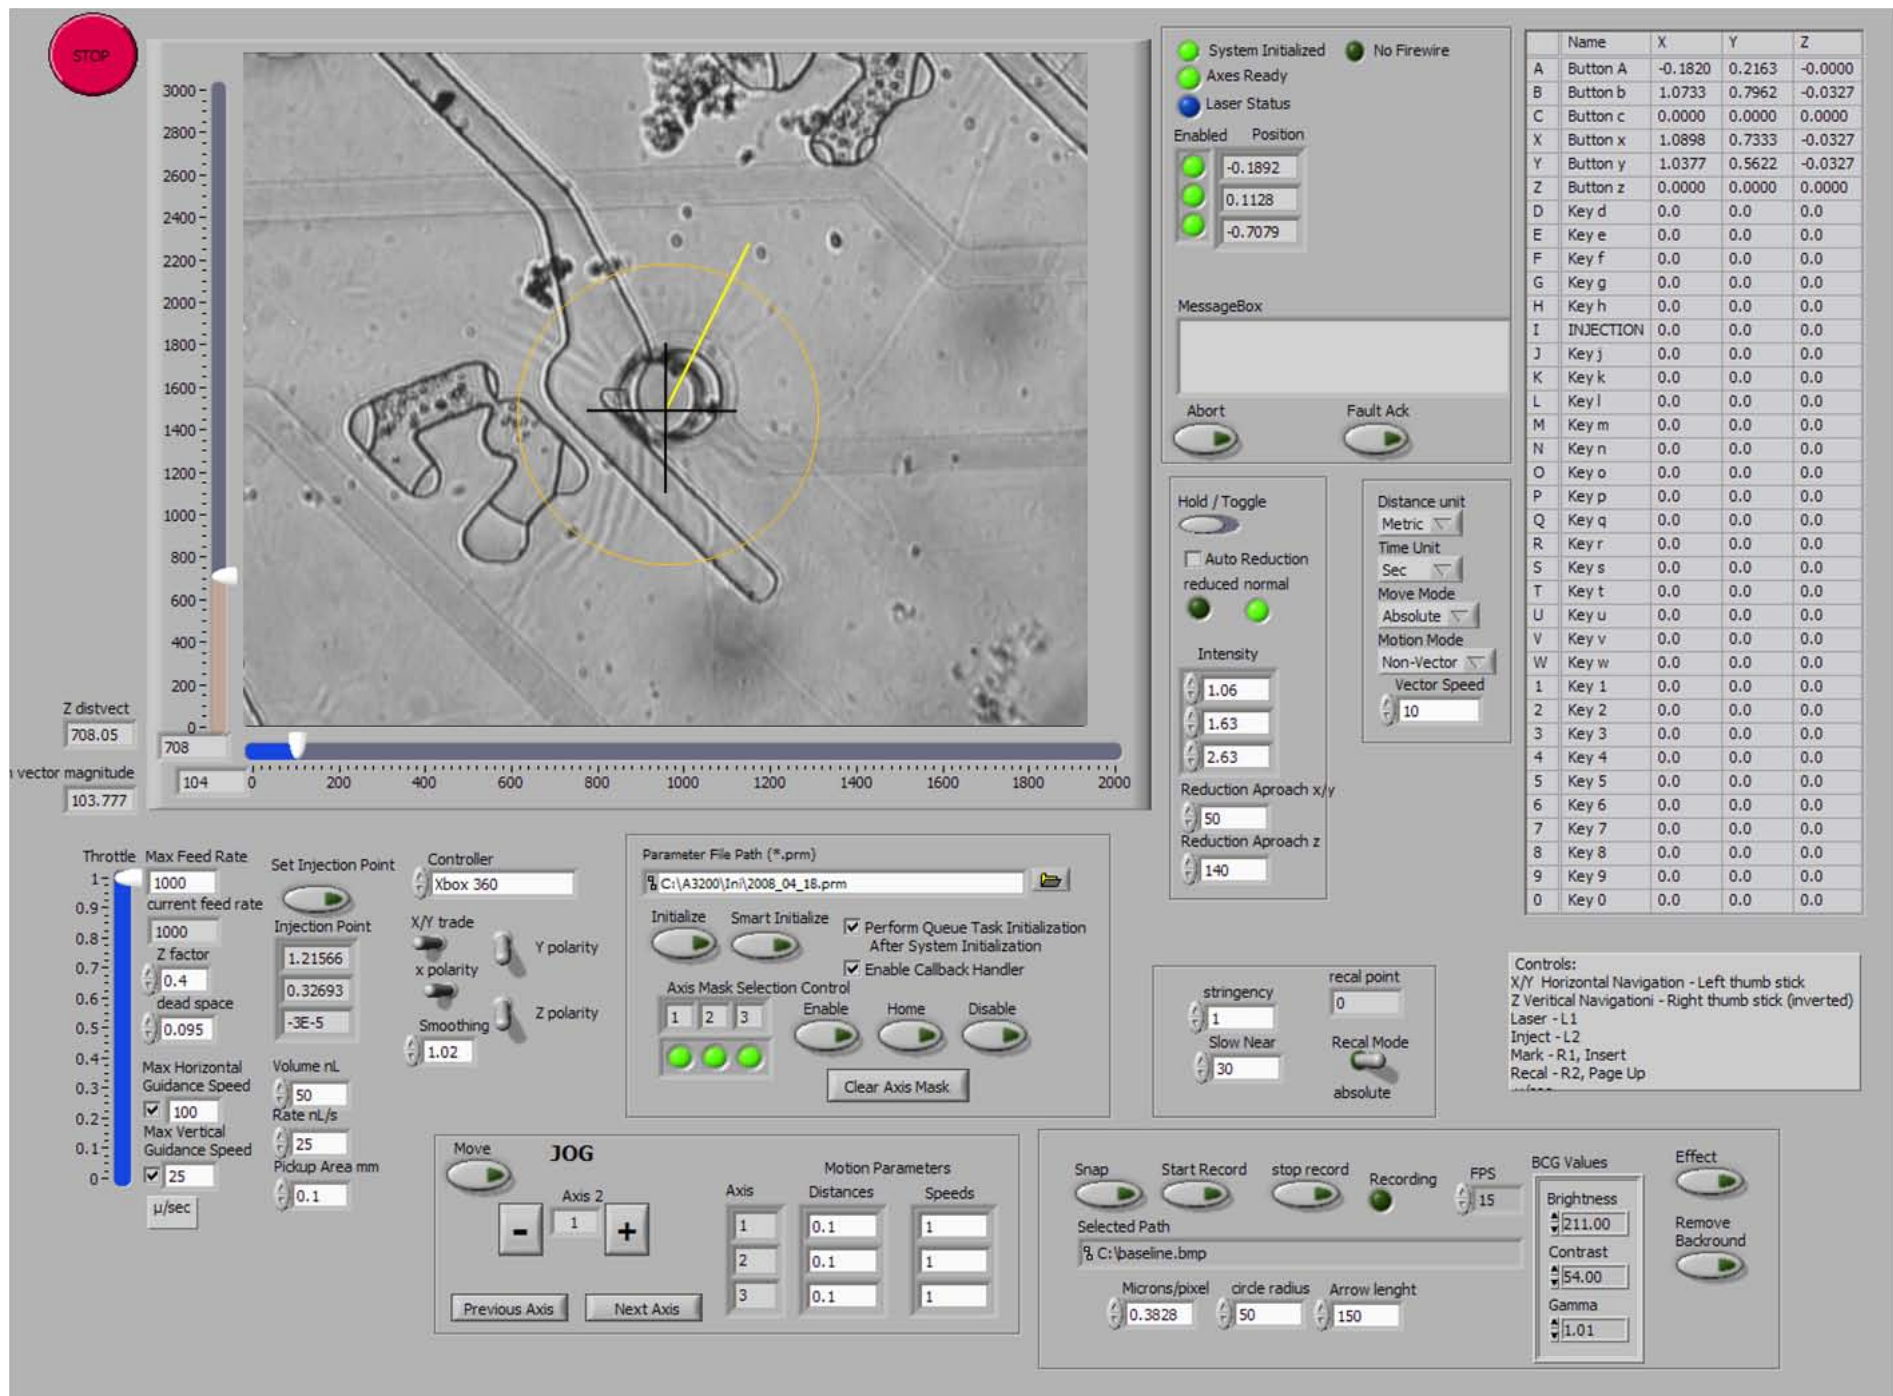 STOP
3000
2800
2600
2400
2200
2000
1800
1600
1400
1200
1000
800
600
400
200
0
Z distvect
708.05
708
vector magnitude
103.777
104
0 200 400 600 800 1000 1200 1400 1600 1800 2000
System Initialized
No Firewire
Axes Ready
Laser Status
Enabled Position
-0.1892
0.1128
-0.7079
MessageBox
Abort
Fault Ack
Hold / Toggle
Auto Reduction
reduced normal
Intensity
1.06
1.63
2.63
Reduction Aproach x/y
50
Reduction Aproach z
140
Distance unit
Metric
Time Unit
Sec
Move Mode
Absolute
Motion Mode
Non-Vector
Vector Speed
10
Name X Y Z
A Button A -0.1820 0.2163 -0.0000
B Button b 1.0733 0.7962 -0.0327
C Button c 0.0000 0.0000 0.0000
X Button x 1.0898 0.7333 -0.0327
Y Button y 1.0377 0.5622 -0.0327
Z Button z 0.0000 0.0000 0.0000
D Key d 0.0 0.0 0.0
E Key e 0.0 0.0 0.0
F Key f 0.0 0.0 0.0
G Key g 0.0 0.0 0.0
H Key h 0.0 0.0 0.0
I INJECTION 0.0 0.0 0.0
J Key j 0.0 0.0 0.0
K Key k 0.0 0.0 0.0
L Key l 0.0 0.0 0.0
M Key m 0.0 0.0 0.0
N Key n 0.0 0.0 0.0
O Key o 0.0 0.0 0.0
P Key p 0.0 0.0 0.0
Q Key q 0.0 0.0 0.0
R Key r 0.0 0.0 0.0
S Key s 0.0 0.0 0.0
T Key t 0.0 0.0 0.0
U Key u 0.0 0.0 0.0
V Key v 0.0 0.0 0.0
W Key w 0.0 0.0 0.0
1 Key 1 0.0 0.0 0.0
2 Key 2 0.0 0.0 0.0
3 Key 3 0.0 0.0 0.0
4 Key 4 0.0 0.0 0.0
5 Key 5 0.0 0.0 0.0
6 Key 6 0.0 0.0 0.0
7 Key 7 0.0 0.0 0.0
8 Key 8 0.0 0.0 0.0
9 Key 9 0.0 0.0 0.0
0 Key 0 0.0 0.0 0.0
Throttle
1
0.9
0.8
0.7
0.6
0.5
0.4
0.3
0.2
0.1
0
Max Feed Rate
1000
current feed rate
1000
Z factor
0.4
dead space
0.095
Max Horizontal
Guidance Speed
100
Max Vertical
Guidance Speed
25
µ/sec
Set Injection Point
Injection Point
1.21566
0.32693
-3E-5
Volume nL
50
Rate nL/s
25
Pickup Area mm
0.1
Controller
Xbox 360
X/Y trade
Y polarity
x polarity
Z polarity
Smoothing
1.02
Parameter File Path (*.prm)
C:\A3200\Ini\2008_04_18.prm
Initialize
Smart Initialize
Perform Queue Task Initialization
After System Initialization
Enable Callback Handler
Axis Mask Selection Control
1 2 3
Enable
Home
Disable
Clear Axis Mask
stringency
1
Slow Near
30
recal point
0
Recal Mode
absolute
Controls:
X/Y Horizontal Navigation - Left thumb stick
Z Veritical Navigationi - Right thumb stick (inverted)
Laser - L1
Inject - L2
Mark - R1, Insert
Recal - R2, Page Up
Move
JOG
Axis 2
1
-
+
Previous Axis
Next Axis
Motion Parameters
Axis Distances Speeds
1 0.1 1
2 0.1 1
3 0.1 1
Snap
Start Record
stop record
Recording
FPS
15
Selected Path
C:\baseline.bmp
Microns/pixel
0.3828
circle radius
50
Arrow lenght
150
BCG Values
Brightness
211.00
Contrast
54.00
Gamma
1.01
Effect
Remove
Backround